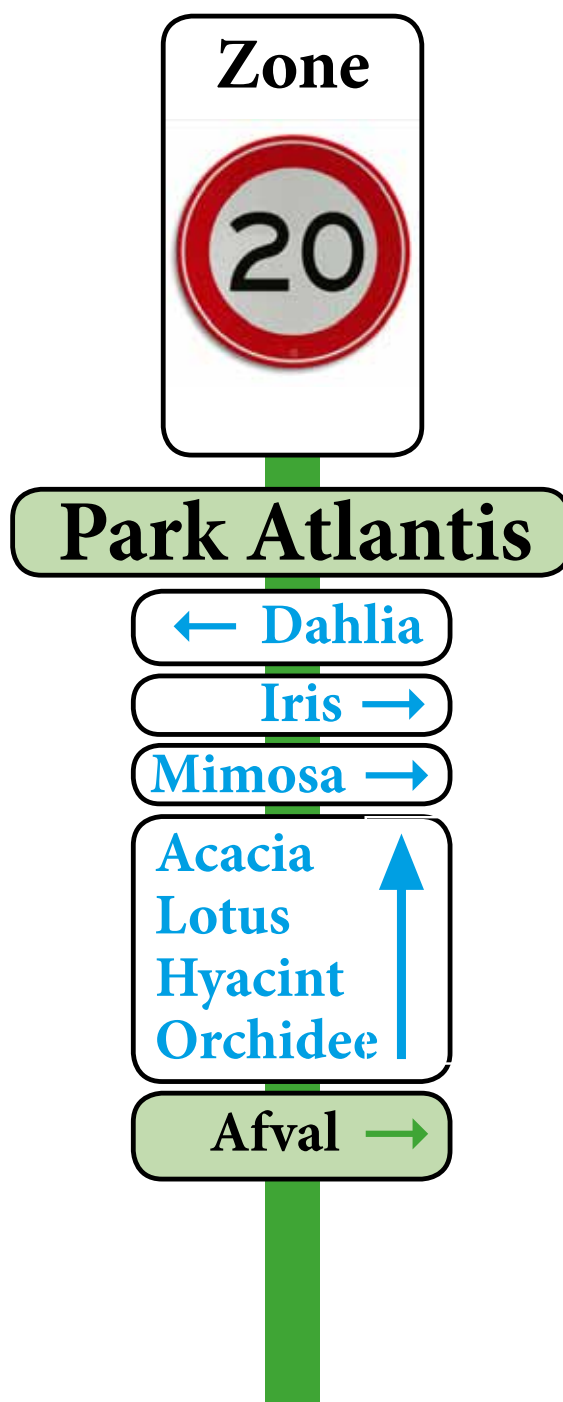 Zone
20
Park Atlantis
Dahlia
Iris
Mimosa
Acacia
Lotus
Hyacint
Orchidee
Afval